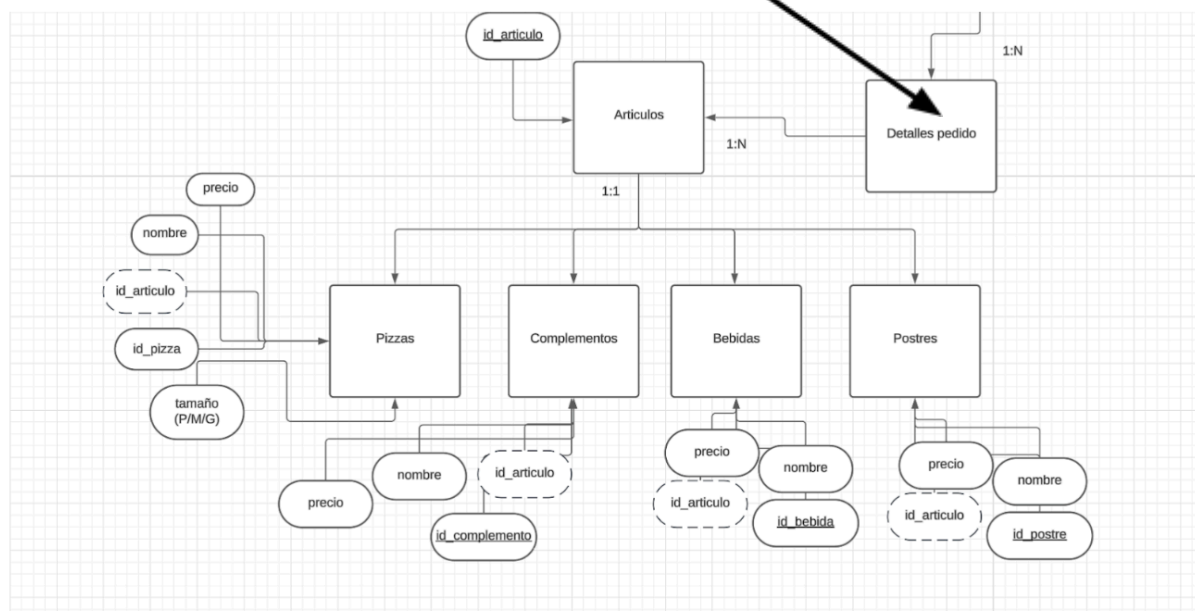 id_articulo
1:N
Articulos
Detalles pedido
1:N
precio
1:1
nombre
id_articulo
id_pizza
Pizzas
Complementos
Bebidas
Postres
tamaño
(P/M/G)
precio
nombre
id_articulo
id_complemento
precio
nombre
id_articulo
id_bebida
precio
nombre
id_articulo
id_postre